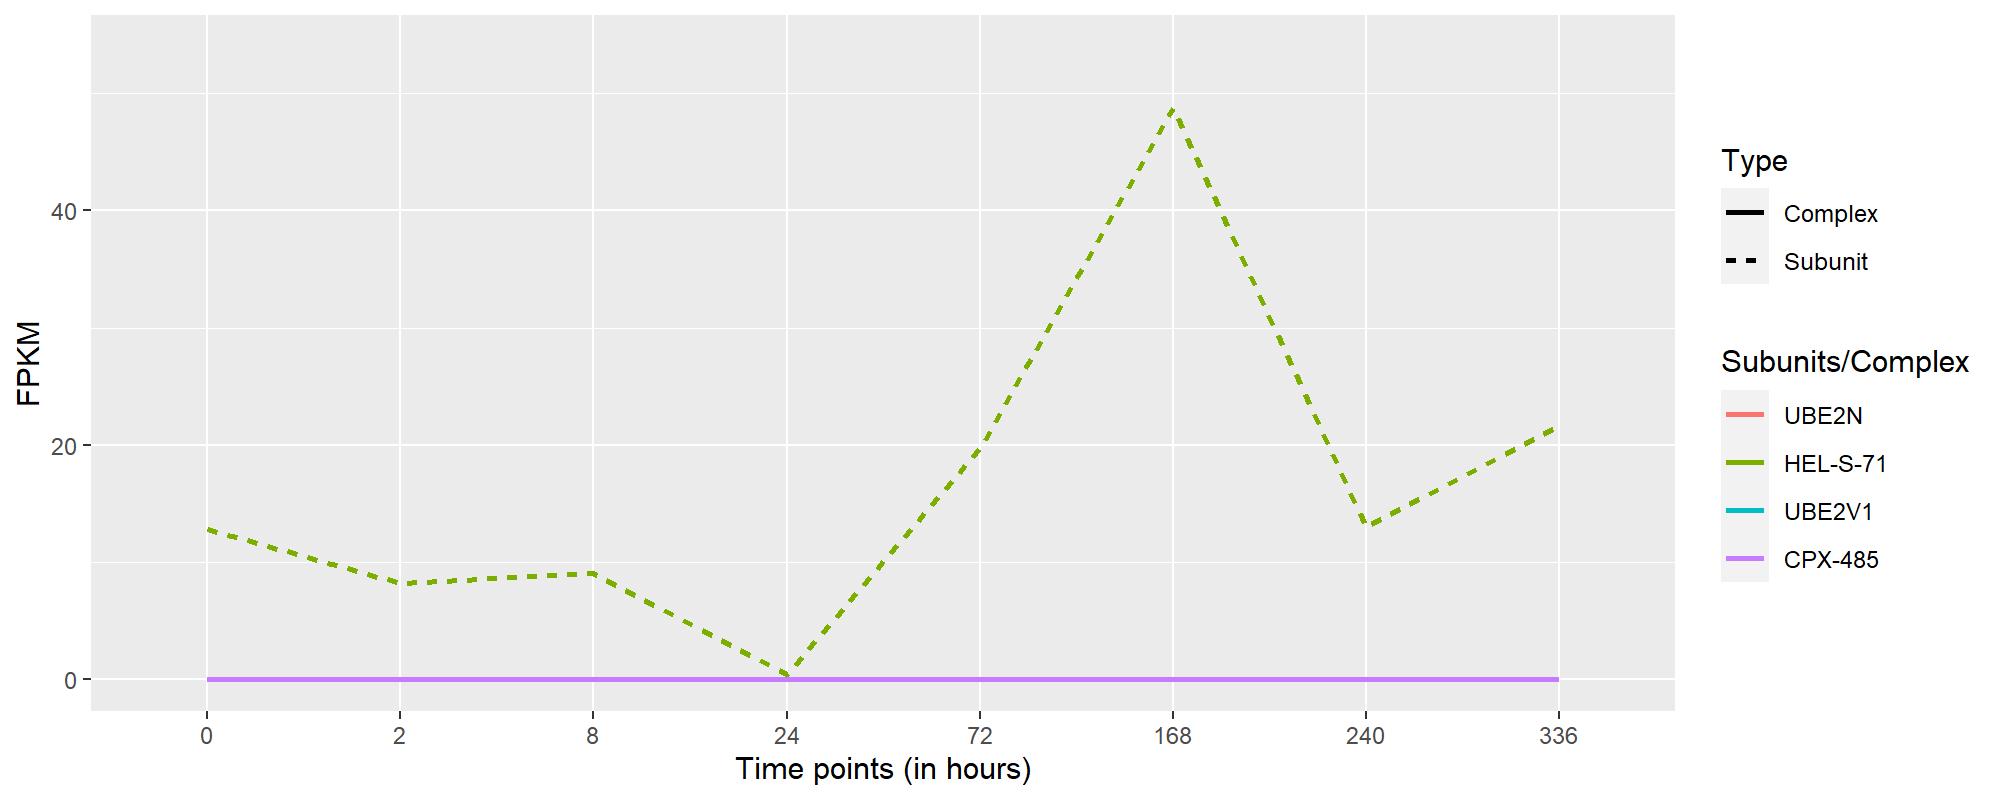 FPKM
40
20
0
0 2 8 24 72 168 240 336
Time points (in hours)
Type
Complex
Subunit
Subunits/Complex
UBE2N
HEL-S-71
UBE2V1
CPX-485